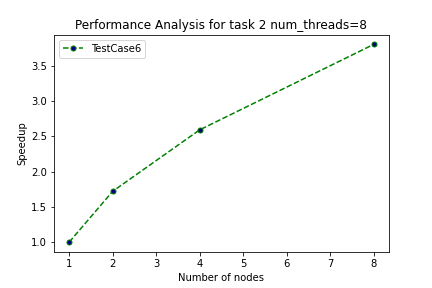 Performance Analysis for task 2 num_threads=8
TestCase6
3.5
3.0
2.5
2.0
1.5
1.0
Speedup
1 2 3 4 5 6 7 8
Number of nodes